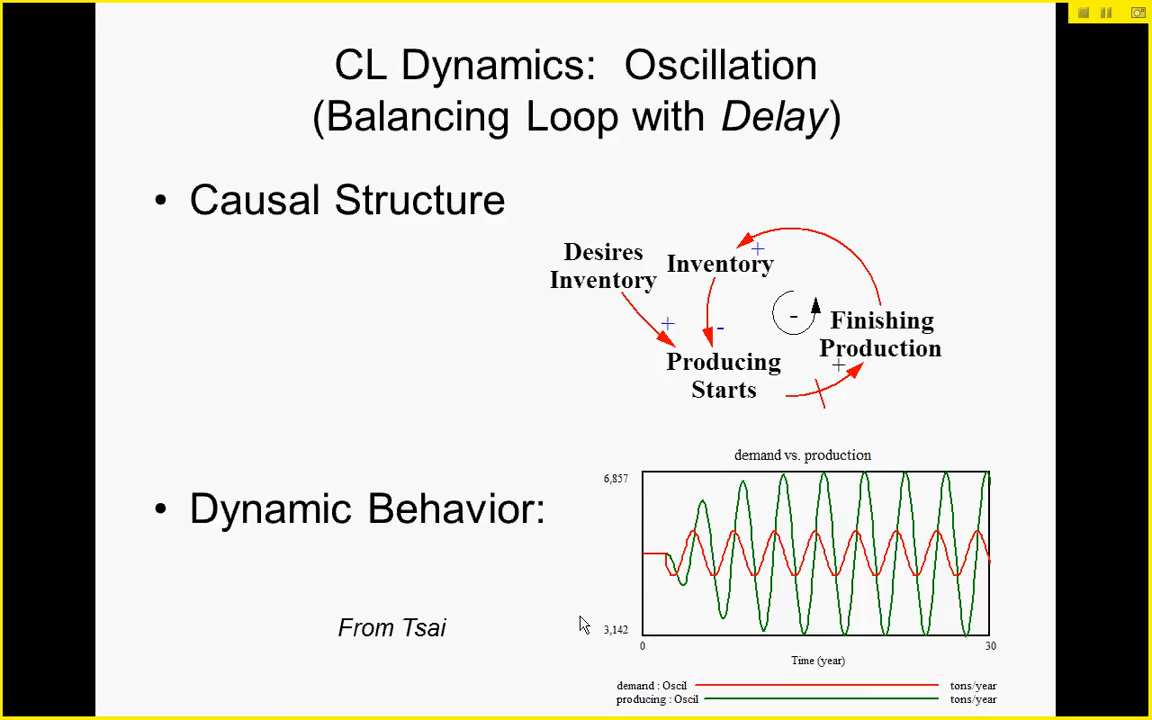 CL Dynamics: Oscillation
(Balancing Loop with Delay)
• Causal Structure
Desires
Inventory
Inventory
+
+
-
-
Finishing
Production
+
Producing
Starts
• Dynamic Behavior:
From Tsai
demand vs. production
6,857
3,142
0
30
Time (year)
demand : Oscil
tons/year
producing : Oscil
tons/year